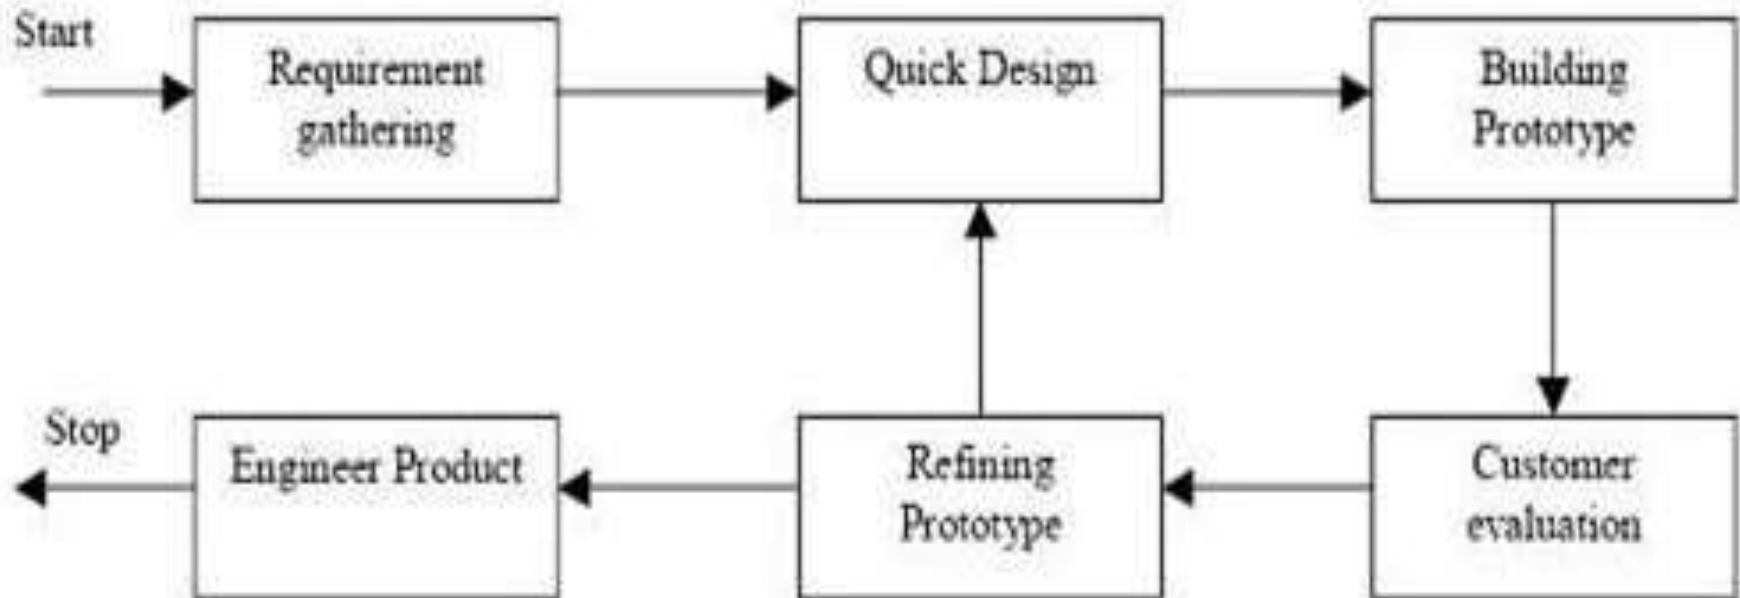 Start
Requirement
gathering
Quick Design
Building
Prototype
Stop
Engineer Product
Refining
Prototype
Customer
evaluation